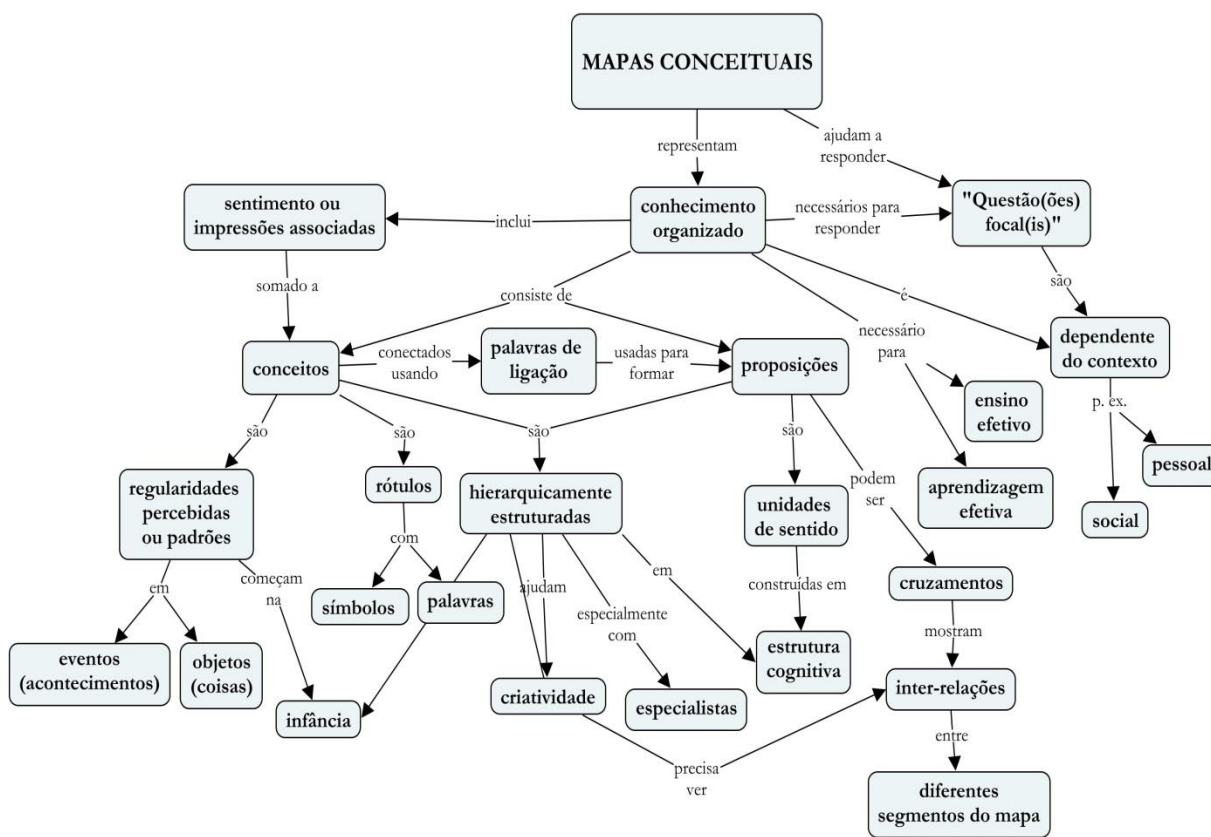 MAPAS CONCEITUAIS
ajudam a
responder
representam
sentimento ou
impressões associadas
inclui
conhecimento
organizado
necessários para
responder
"Questão(ões)
focal(is)"
somado a
consiste de
é
são
conceitos
conectados
usando
palavras de
ligação
usadas para
formar
proposições
necessário
para
dependente
do contexto
ensino
efetivo
p. ex.
são
são
são
são
pessoal
regularidades
percebidas
ou padrões
rótulos
hierarquicamente
estruturadas
unidades
de sentido
podem
ser
aprendizagem
efetiva
social
em
começam
na
com
ajudam
especialmente
com
em
construídas em
cruzamentos
símbolos
palavras
mostram
eventos
(acontecimentos)
objetos
(coisas)
infância
criatividade
especialistas
estrutura
cognitiva
inter-relações
precisa
ver
entre
diferentes
segmentos do mapa